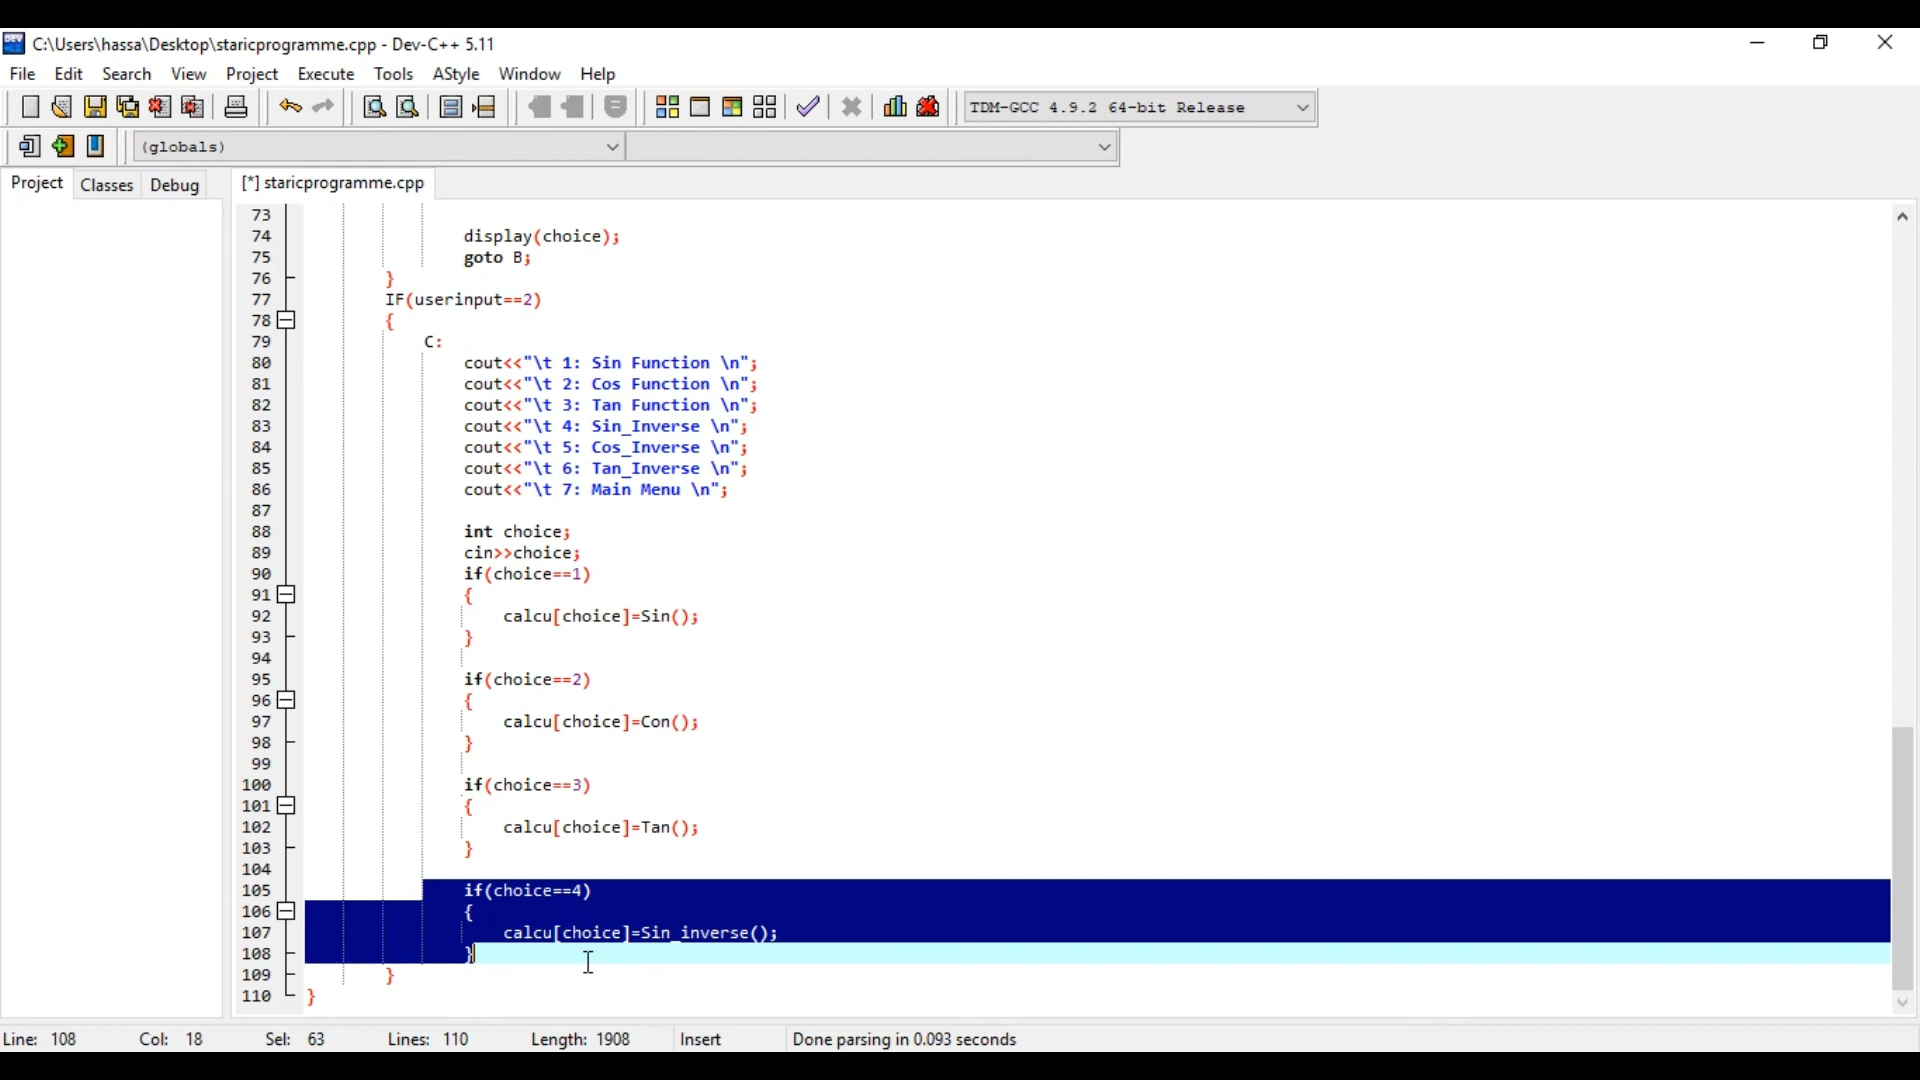 C:\Users\hassa\Desktop\staricprogramme.cpp - Dev-C++ 5.11
File Edit Search View Project Execute Tools AStyle Window Help
TDM-GCC 4.9.2 64-bit Release
(globals)
Project Classes Debug [*] staricprogramme.cpp
73
74 display(choice);
75 goto B;
76 }
77 IF(userinput==2)
78 {
79 C:
80 cout<<"\t 1: Sin Function \n";
81 cout<<"\t 2: Cos Function \n";
82 cout<<"\t 3: Tan Function \n";
83 cout<<"\t 4: Sin_Inverse \n";
84 cout<<"\t 5: Cos_Inverse \n";
85 cout<<"\t 6: Tan_Inverse \n";
86 cout<<"\t 7: Main Menu \n";
87
88 int choice;
89 cin>>choice;
90 if(choice==1)
91 {
92 calcu[choice]=Sin();
93 }
94
95 if(choice==2)
96 {
97 calcu[choice]=Con();
98 }
99
100 if(choice==3)
101 {
102 calcu[choice]=Tan();
103 }
104
105 if(choice==4)
106 {
107 calcu[choice]=Sin_inverse();
108 }
109 }
110 }
Line: 108 Col: 18 Sel: 63 Lines: 110 Length: 1908 Insert Done parsing in 0.093 seconds